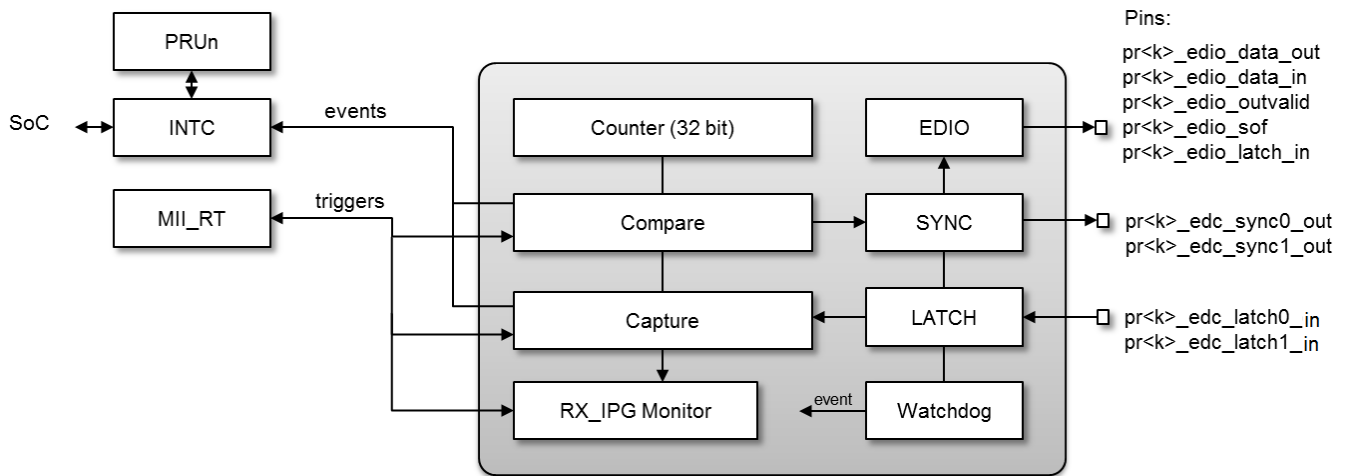 PRUn
SoC
INTC
events
MII_RT
triggers
Counter (32 bit)
Compare
Capture
RX_IPG Monitor
EDIO
SYNC
LATCH
event
Watchdog
Pins:
pr<k>_edio_data_out
pr<k>_edio_data_in
pr<k>_edio_outvalid
pr<k>_edio_sof
pr<k>_edio_latch_in
pr<k>_edc_sync0_out
pr<k>_edc_sync1_out
pr<k>_edc_latch0_in
pr<k>_edc_latch1_in